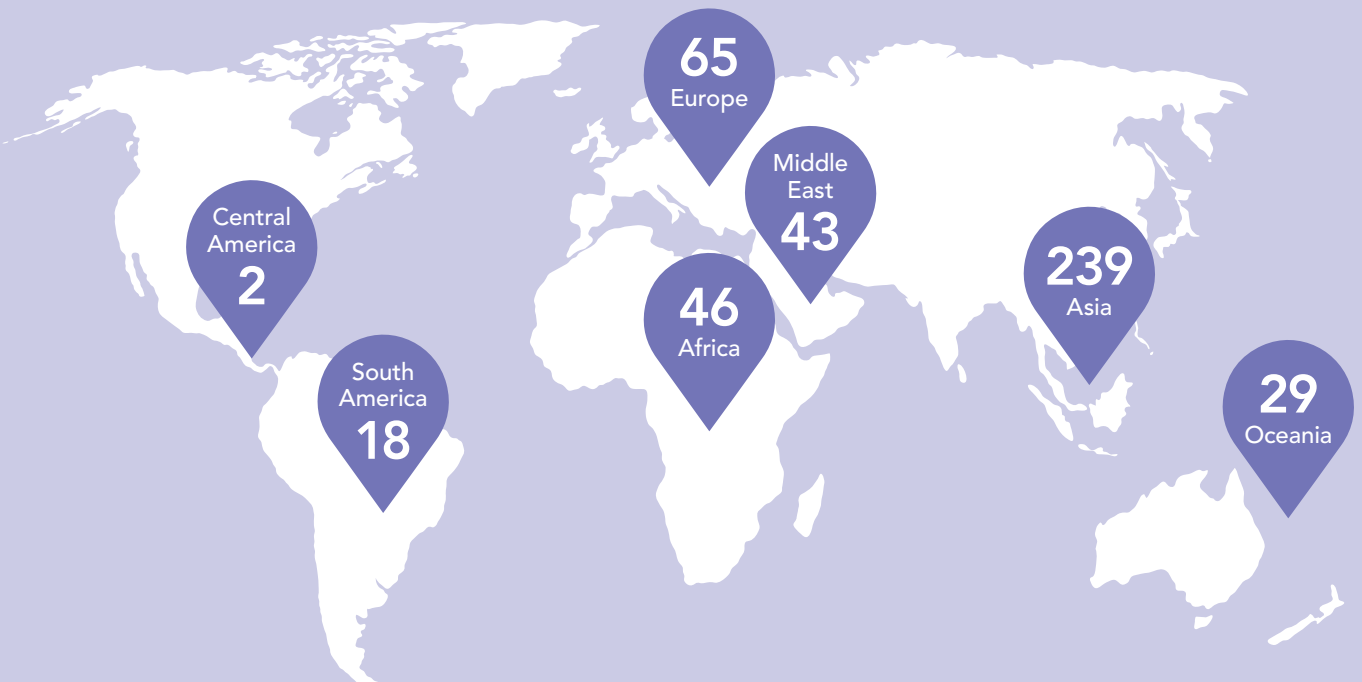 65
Europe
Middle
East
43
Central
America
2
239
Asia
46
Africa
South
America
18
29
Oceania